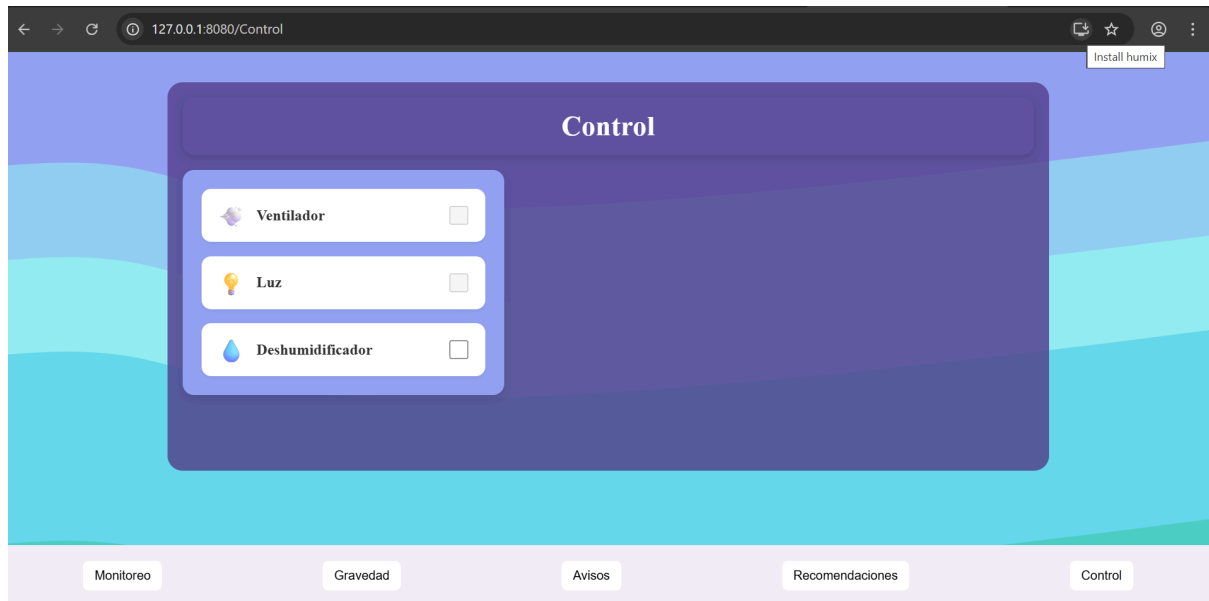 127.0.0.1:8080/Control
Install humix
Control
Ventilador
Luz
Deshumidificador
Monitoreo
Gravedad
Avisos
Recomendaciones
Control